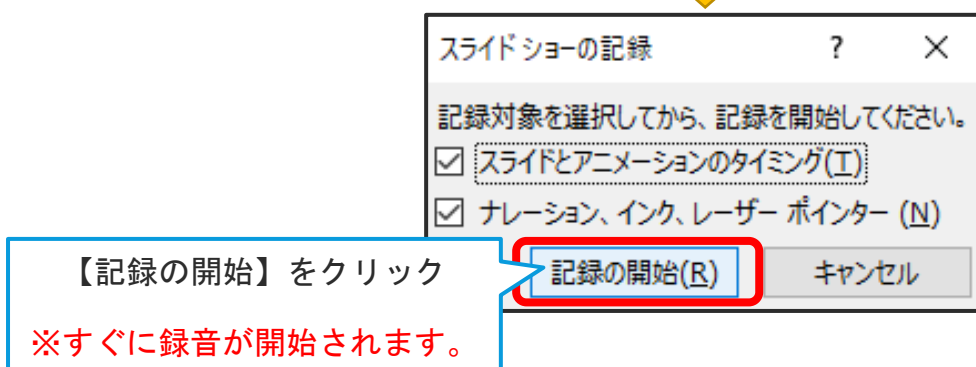 スライド ショーの記録 ? ×
記録対象を選択してから、記録を開始してください。
スライドとアニメーションのタイミング(T)
ナレーション、インク、レーザー ポインター (N)
【記録の開始】をクリック
※すぐに録音が開始されます。
記録の開始(R) キャンセル